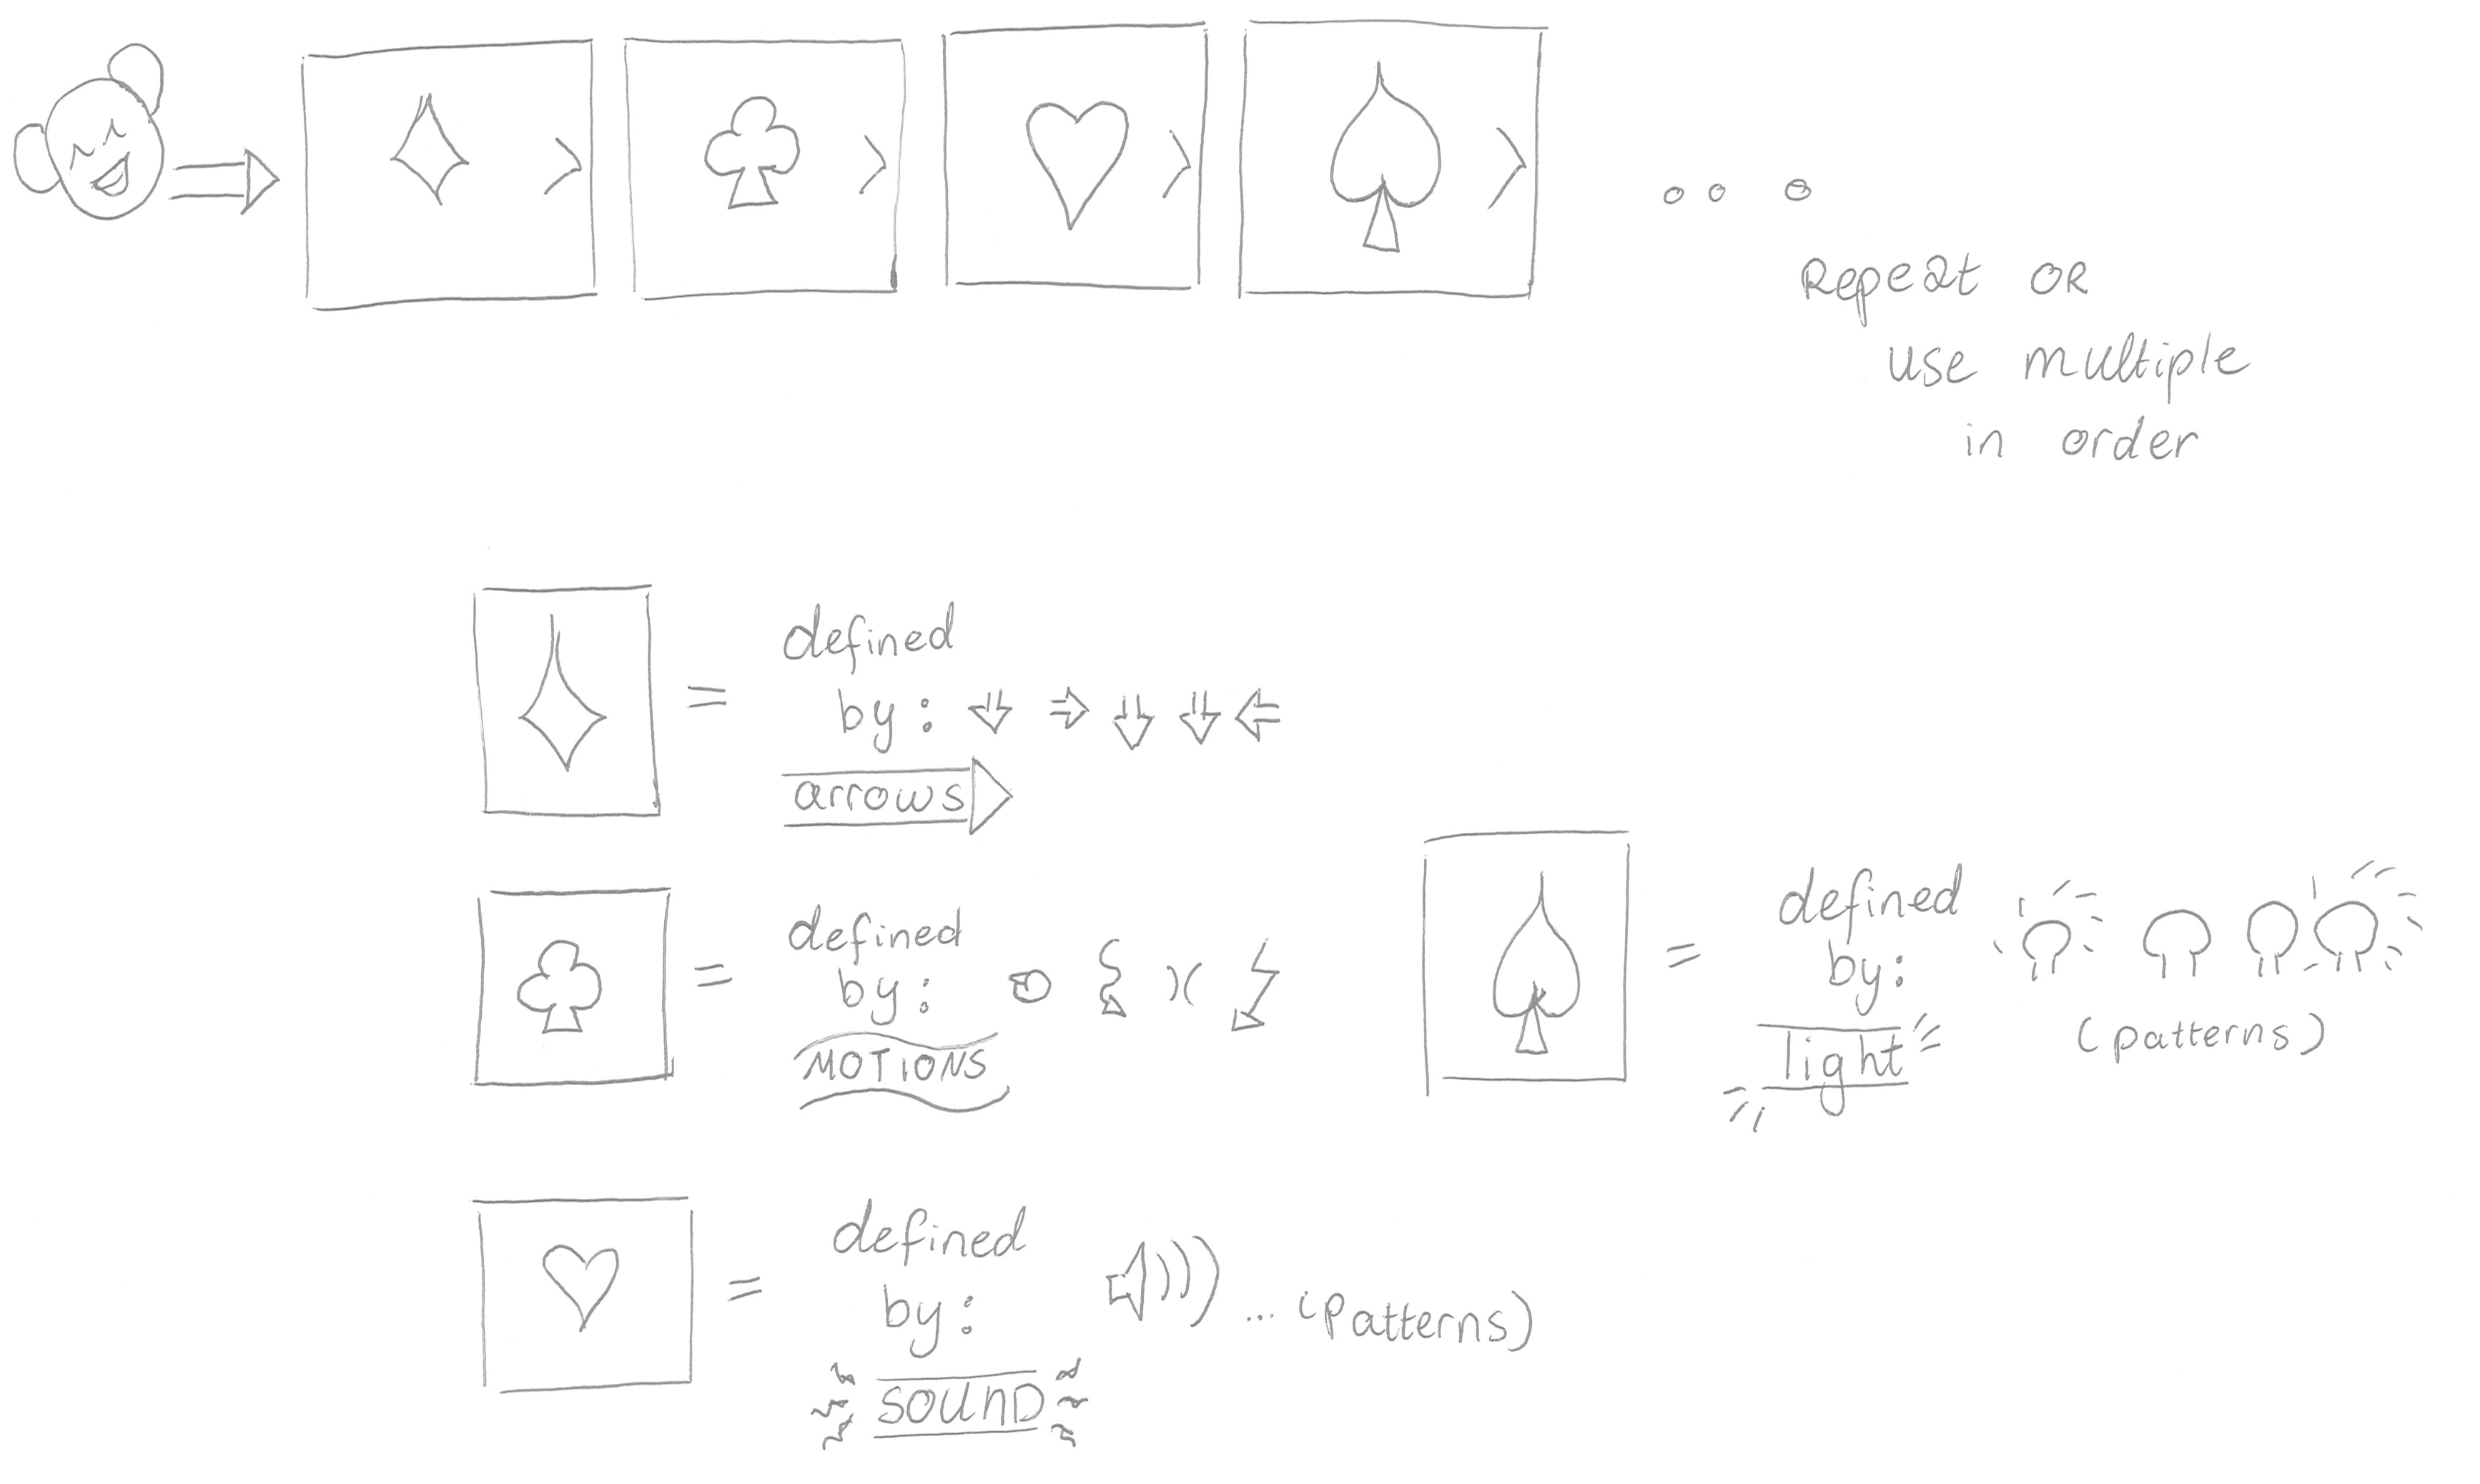 Repeat OR
use multiple
in order
defined
by:
arrows
defined
by:
MOTIONS
defined
by:
light
(patterns)
defined
by:
... (patterns)
SOUND